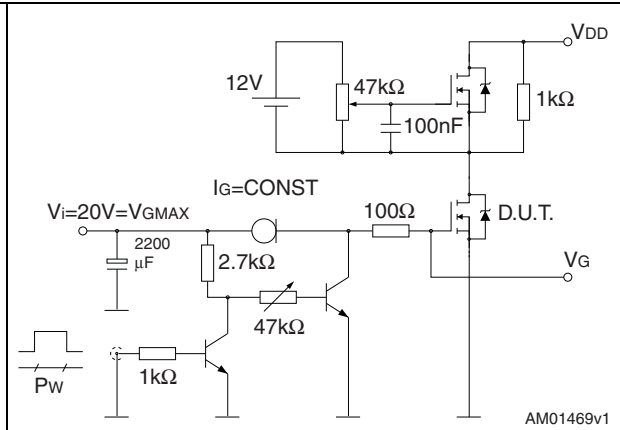 VDD
12V
47kΩ
1kΩ
100nF
IG=CONST
Vi=20V=VGMAX
100Ω
D.U.T.
2200
μF
2.7kΩ
VG
47kΩ
1kΩ
PW
AM01469v1